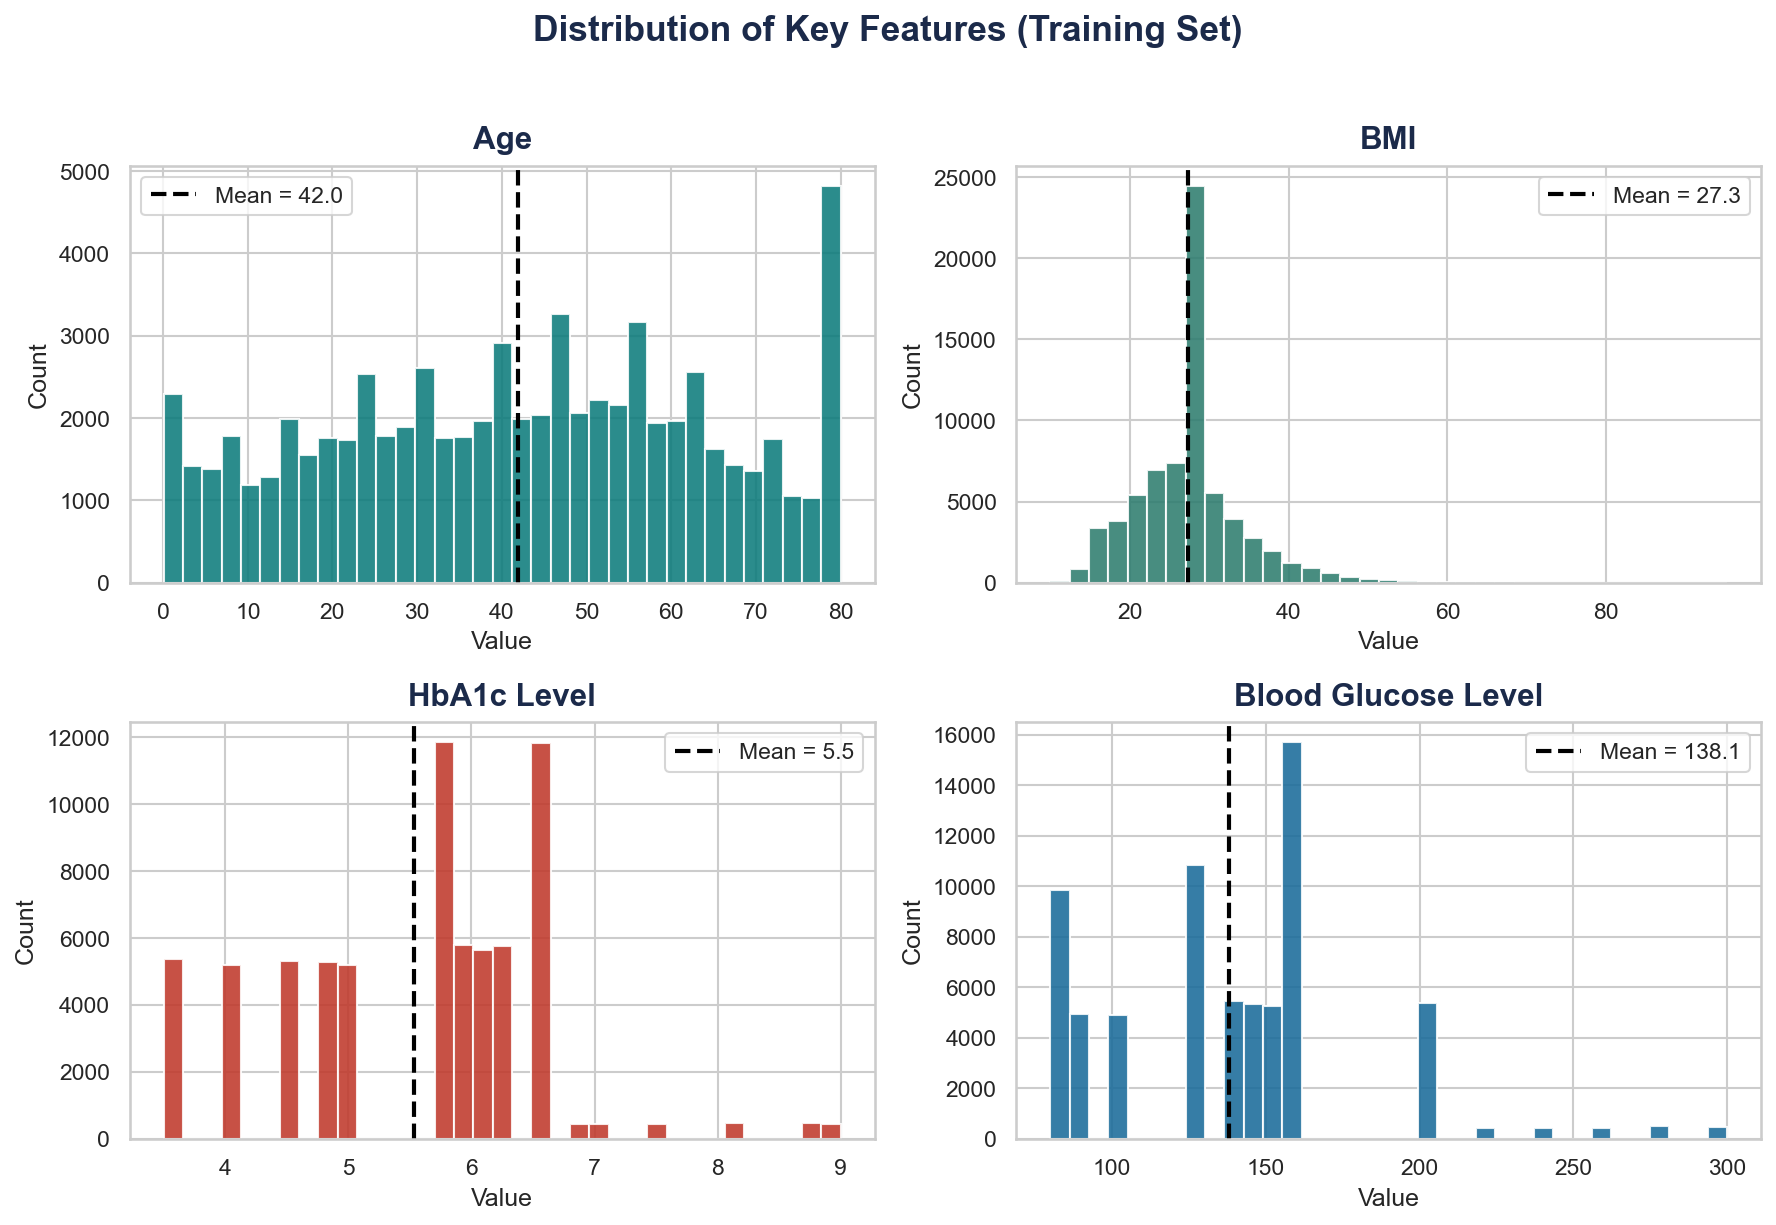 Distribution of Key Features (Training Set)
Age
5000
4000
3000
2000
1000
0
Count
Mean = 42.0
0 10 20 30 40 50 60 70 80
Value
BMI
25000
20000
15000
10000
5000
0
Count
Mean = 27.3
20 40 60 80
Value
HbA1c Level
12000
10000
8000
6000
4000
2000
0
Count
Mean = 5.5
4 5 6 7 8 9
Value
Blood Glucose Level
16000
14000
12000
10000
8000
6000
4000
2000
0
Count
Mean = 138.1
100 150 200 250 300
Value